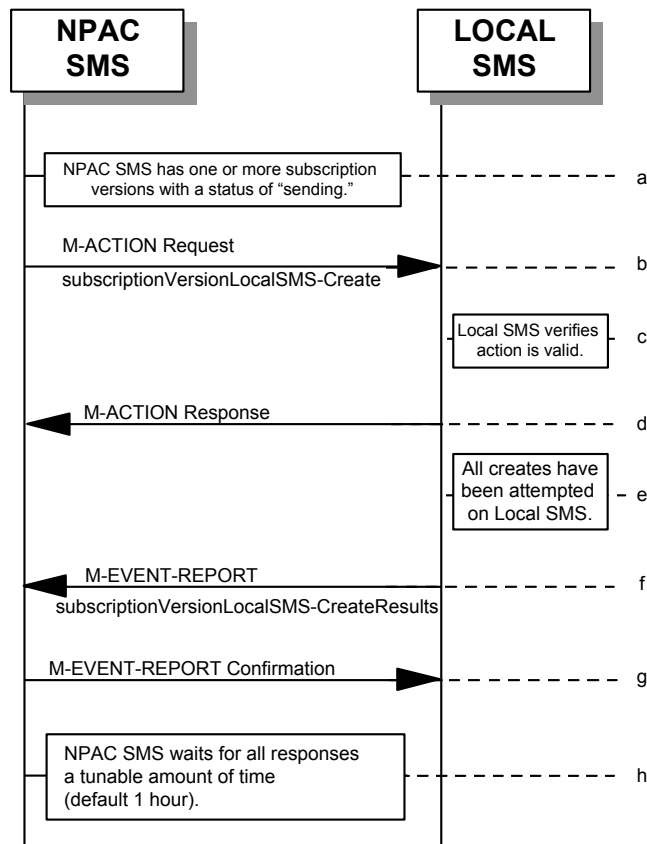 NPAC
SMS
LOCAL
SMS
NPAC SMS has one or more subscription
versions with a status of “sending.”
a
M-ACTION Request
b
subscriptionVersionLocalSMS-Create
Local SMS verifies
action is valid.
c
M-ACTION Response
d
All creates have
been attempted
on Local SMS.
e
M-EVENT-REPORT
f
subscriptionVersionLocalSMS-CreateResults
M-EVENT-REPORT Confirmation
g
NPAC SMS waits for all responses
a tunable amount of time
(default 1 hour).
h